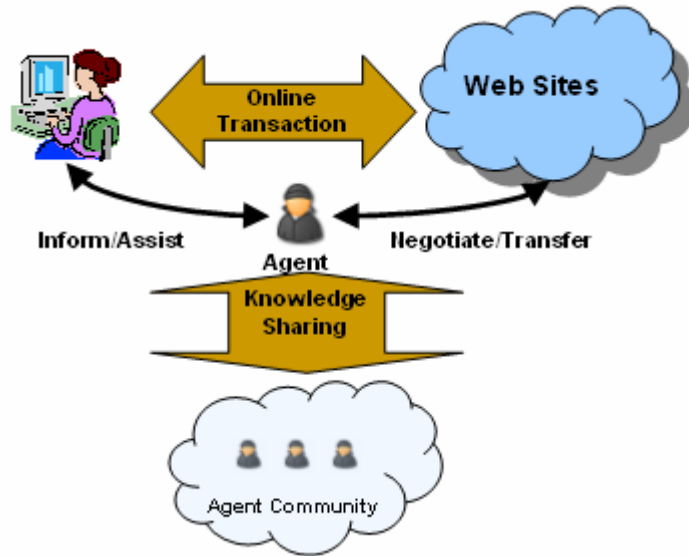 Web Sites
Online
Transaction
Inform/Assist
Negotiate/Transfer
Agent
Knowledge
Sharing
Agent Community